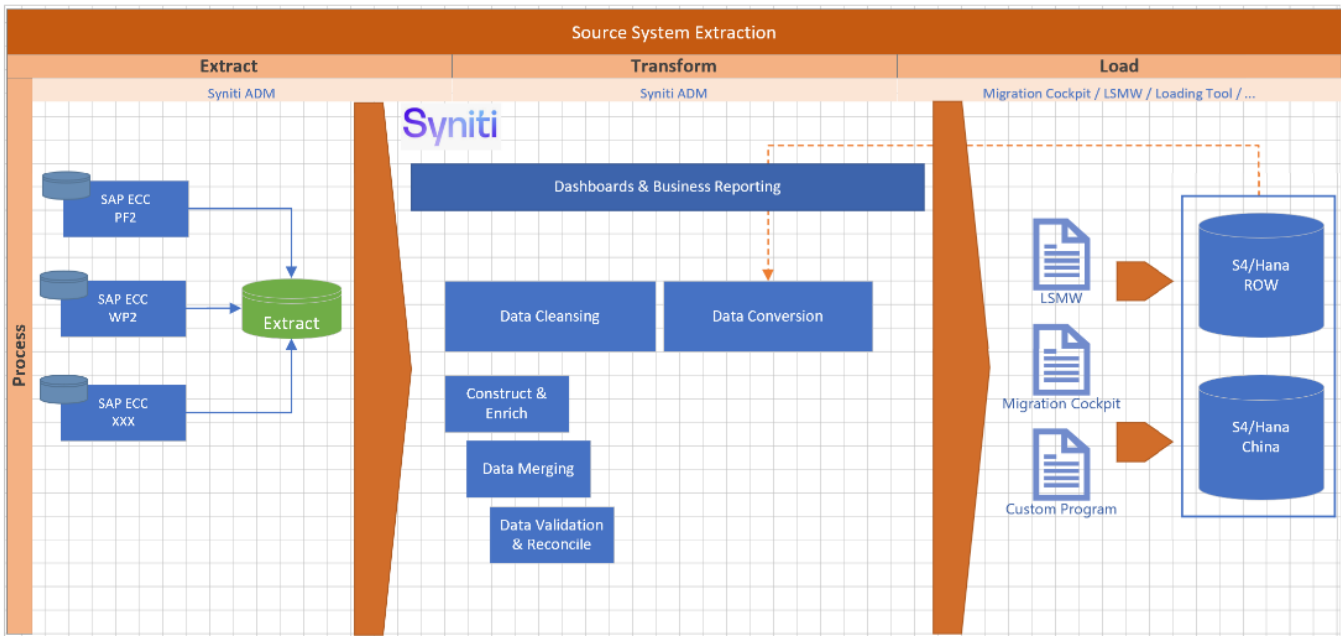 Source System Extraction
Extract
Transform
Load
Syniti ADM
Syniti ADM
Migration Cockpit / LSMW / Loading Tool / ...
Process
Syniti
Dashboards & Business Reporting
SAP ECC
PF2
SAP ECC
WP2
SAP ECC
XXX
Extract
Data Cleansing
Data Conversion
Construct &
Enrich
Data Merging
Data Validation
& Reconcile
LSMW
Migration Cockpit
Custom Program
S4/Hana
ROW
S4/Hana
China